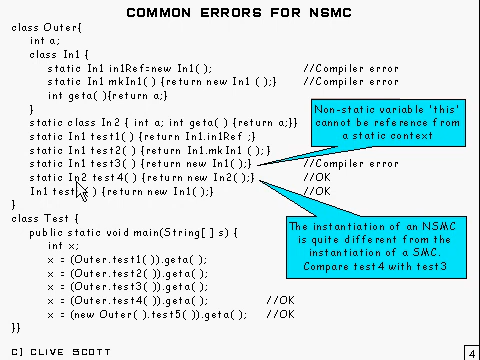 COMMON ERRORS FOR NSMC
class Outer{
int a;
class In1 {
static In1 in1Ref=new In1( ); //Compiler error
static In1 mkIn1( ) {return new In1 ( );} //Compiler error
int geta( ){return a;}
}
static class In2 { int a; int geta( ) {return a;}}
static In1 test1( ) {return In1.in1Ref ;}
static In1 test2( ) {return In1.mkIn1 ( );}
static In1 test3( ) {return new In1( );} //Compiler error
static In2 test4( ) {return new In2( );} //OK
In1 test ) {return new In1( );} //OK
}
Non-static variable 'this'
cannot be reference from
a static context
class Test {
public static void main(String[ ] s) {
int x;
x = (Outer.test1( )).geta( );
x = (Outer.test2( )).geta( );
x = (Outer.test3( )).geta( );
x = (Outer.test4( )).geta( ); //OK
x = (new Outer( ).test5( )).geta( ); //OK
}}
The instantiation of an NSMC
is quite different from the
instantiation of a SMC.
Compare test4 with test3
C] CLIVE SCOTT
4